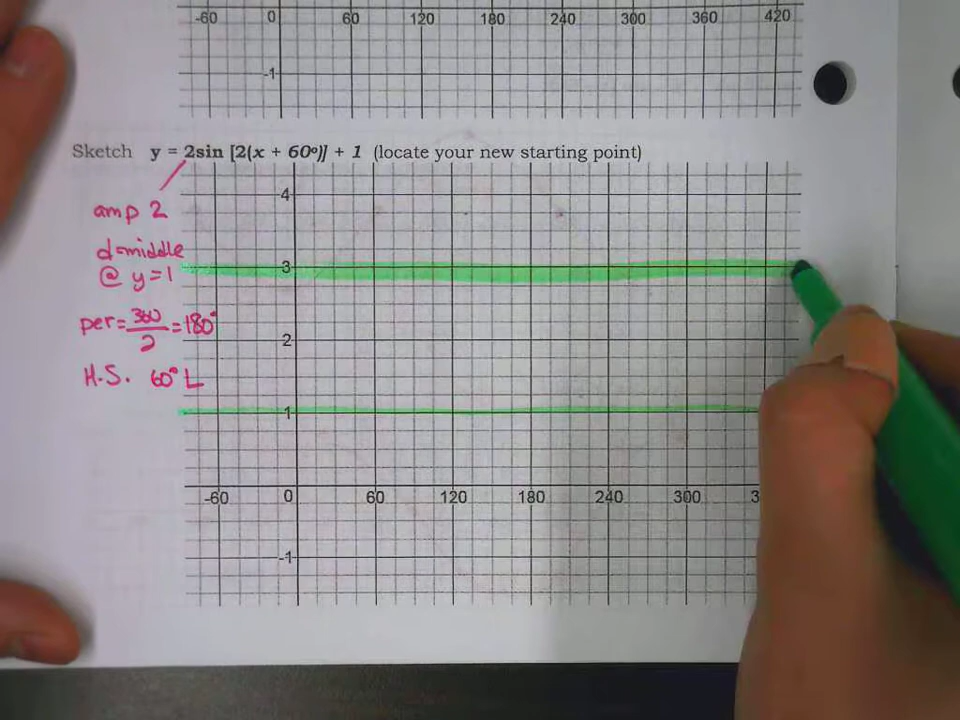 -60 0 60 120 180 240 300 360 420
-1
Sketch y = 2sin [2(x + 60º)] + 1 (locate your new starting point)
4
amp 2
d=middle
@ y=1
3
per=360/2=180°
2
H.S. 60° L
1
-60 0 60 120 180 240 300
-1